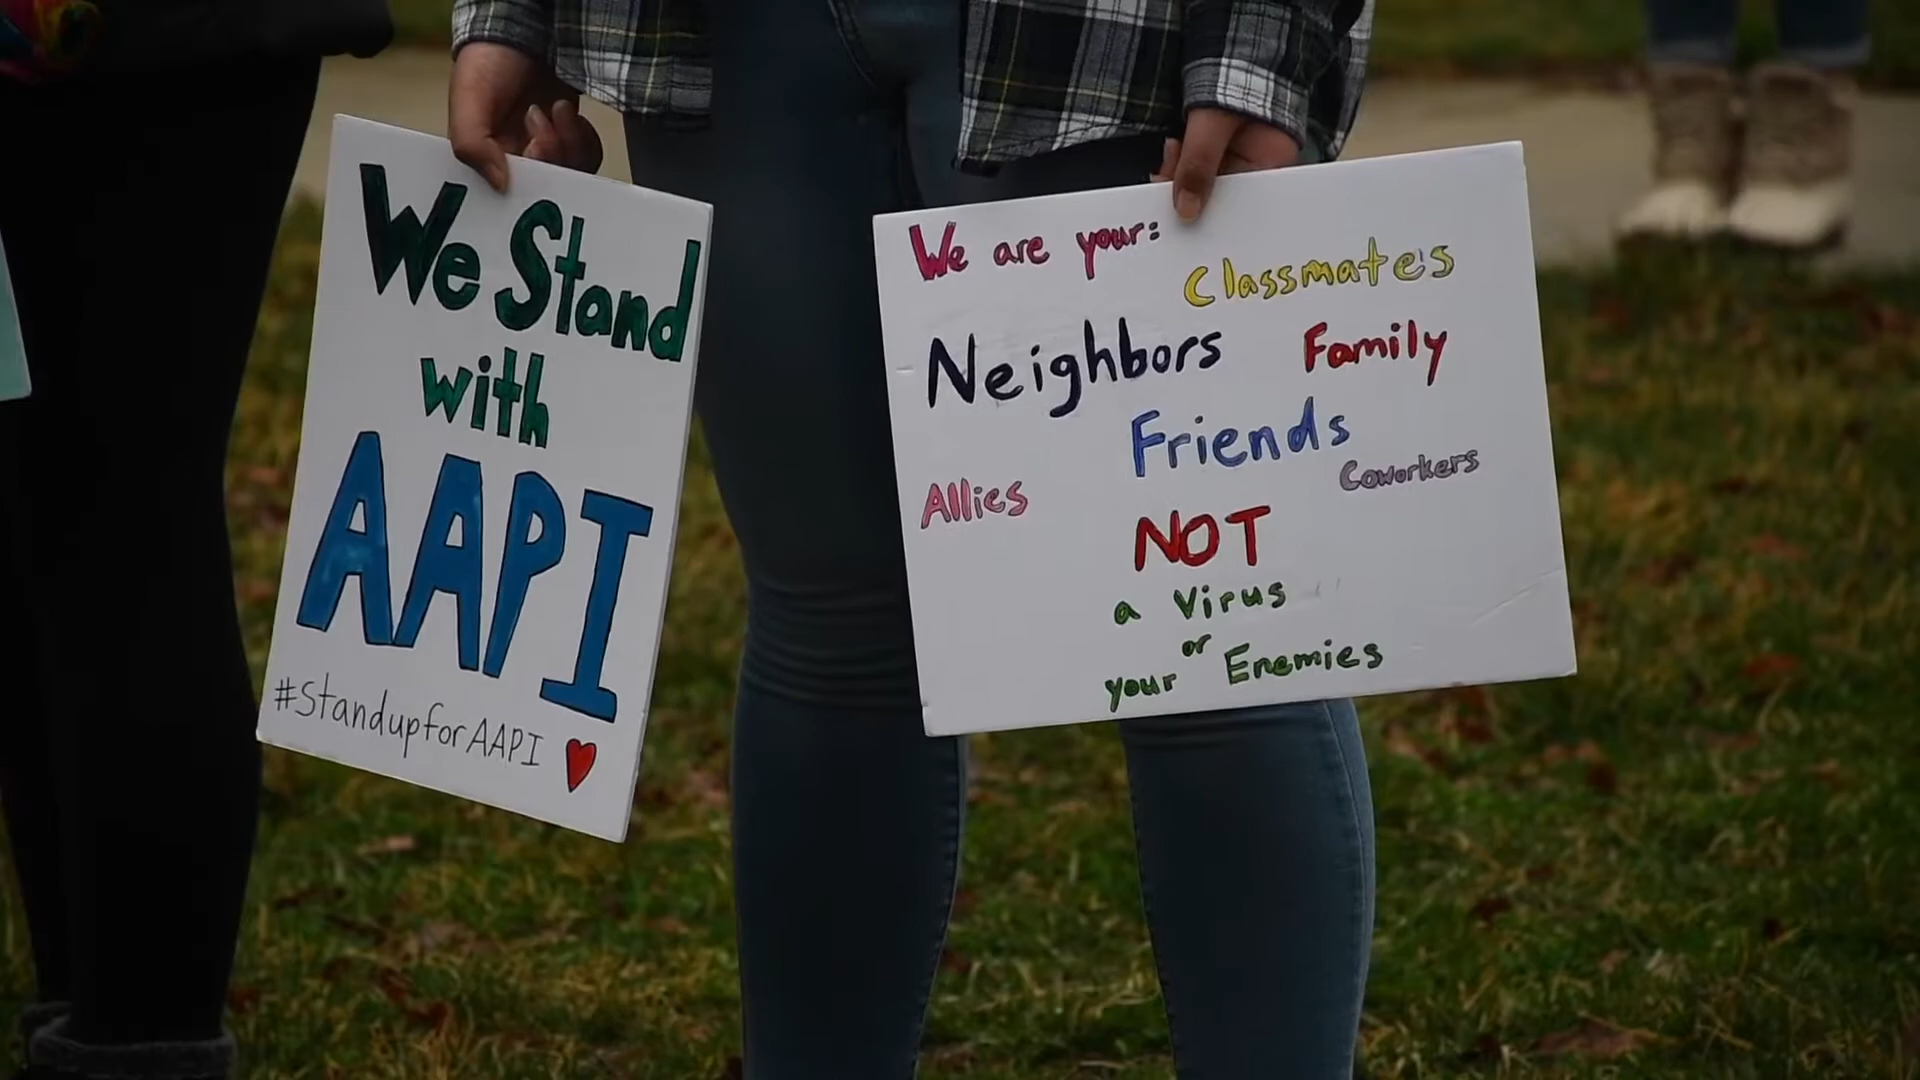 We Stand
with
AAPI
#StandupforAAPI
We are your:
Classmates
Neighbors Family
Friends
Allies Coworkers
NOT
a Virus
or
your Enemies